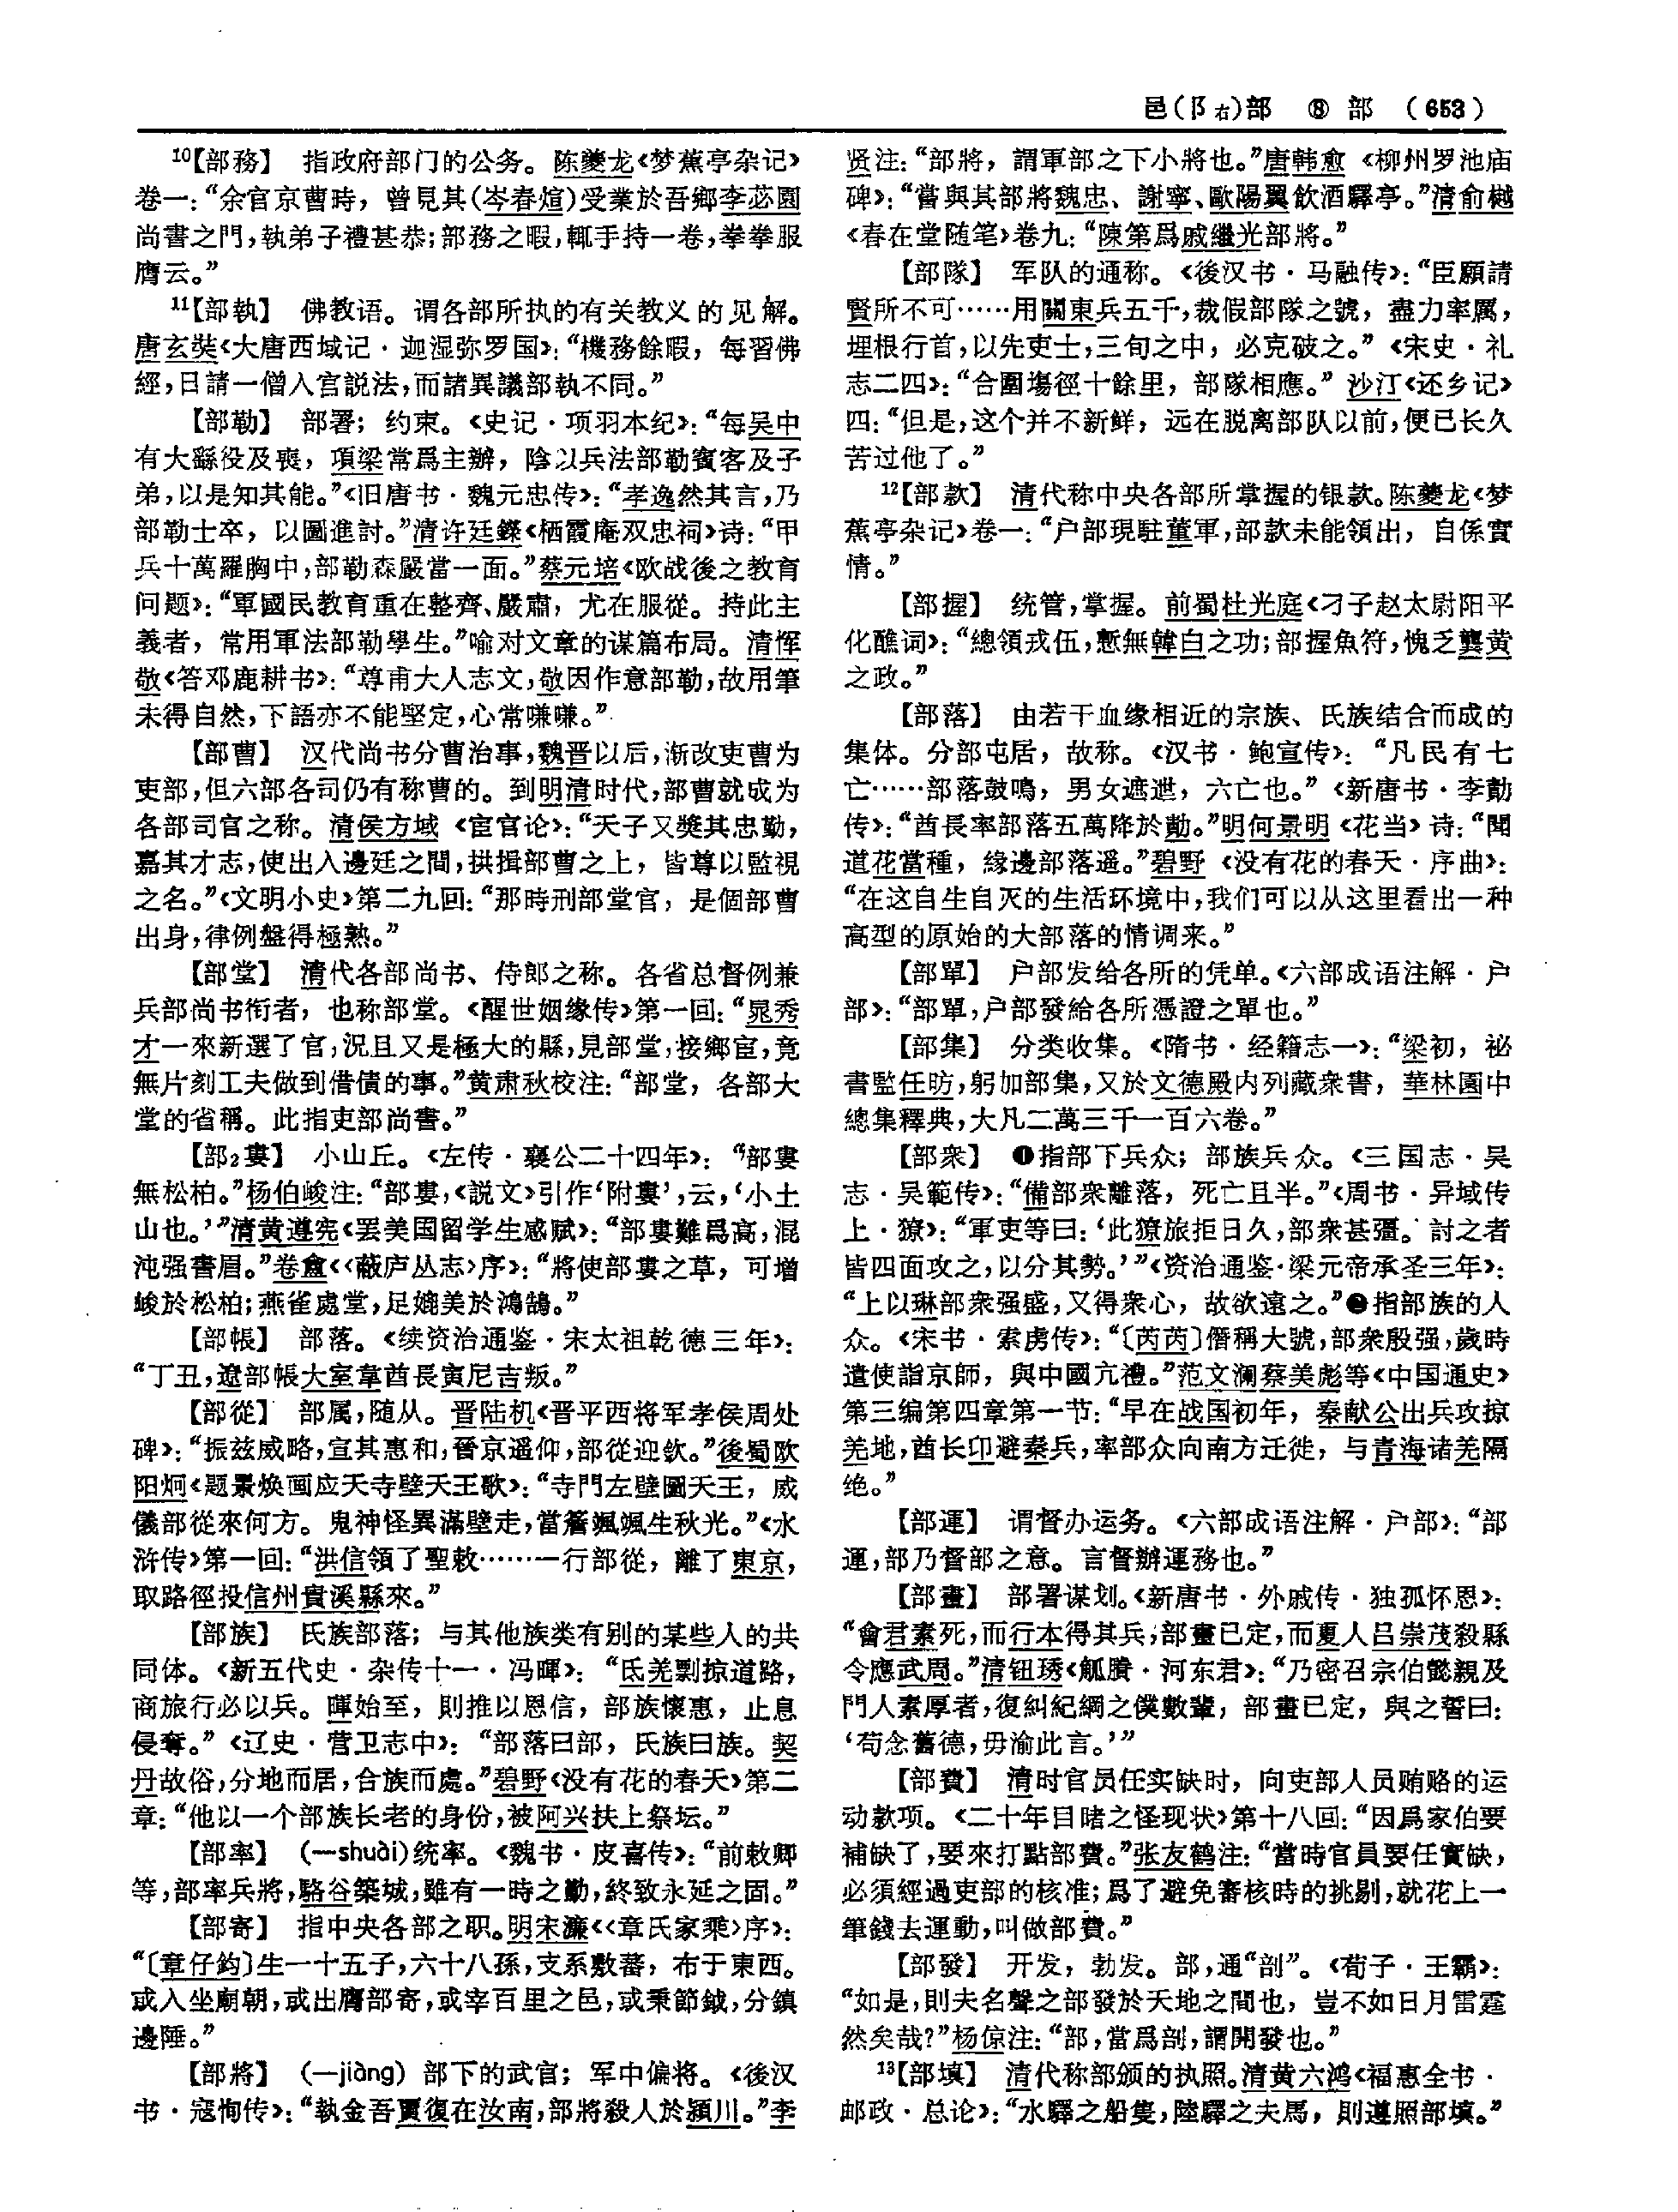 邑(阝右)部 ⑧ 部 (653)
¹⁰【部務】 指政府部门的公务。陈夔龙《梦蕉亭杂记》
卷一:“余官京曹時，曾見其(岑春煊)受業於吾鄉李苾園
尚書之門,執弟子禮甚恭;部務之暇,輒手持一卷,拳拳服
膺云。”
¹¹【部執】 佛教语。谓各部所执的有关教义的见解。
唐玄奘《大唐西域记·迦湿弥罗国》:“機務餘暇，每習佛
經,日請一僧入宫説法,而諸異議部執不同。”
【部勒】 部署；约束。《史记·项羽本纪》:“每吴中
有大繇役及喪，項梁常爲主辦，陰以兵法部勒賓客及子
弟,以是知其能。”《旧唐书·魏元忠传》:“孝逸然其言,乃
部勒士卒，以圖進討。”清许廷鑅《栖霞庵双忠祠》诗:“甲
兵十萬羅胸中,部勒森嚴當一面。”蔡元培《欧战後之教育
问题》:“軍國民教育重在整齊、嚴肅，尤在服從。持此主
義者，常用軍法部勒學生。”喻对文章的谋篇布局。清恽
敬《答邓鹿耕书》:“尊甫大人志文,敬因作意部勒,故用筆
未得自然,下語亦不能堅定,心常嗛嗛。”
【部曹】 汉代尚书分曹治事,魏晋以后,渐改吏曹为
吏部,但六部各司仍有称曹的。到明清时代,部曹就成为
各部司官之称。清侯方域《宦官论》:“天子又獎其忠勤，
嘉其才志,使出入邊廷之間,拱揖部曹之上，皆尊以監視
之名。”《文明小史》第二九回:“那時刑部堂官，是個部曹
出身,律例盤得極熟。”
【部堂】 清代各部尚书、侍郎之称。各省总督例兼
兵部尚书衔者，也称部堂。《醒世姻缘传》第一回:“晁秀
才一來新選了官,況且又是極大的縣,見部堂,接鄉宦,竟
無片刻工夫做到借債的事。”黄肃秋校注:“部堂，各部大
堂的省稱。此指吏部尚書。”
【部₂婁】 小山丘。《左传·襄公二十四年》:“部婁
無松柏。”杨伯峻注:“部婁,《説文》引作‘附婁’,云,‘小土
山也。’”清黄遵宪《罢美国留学生感赋》:“部婁難爲高,混
沌强書眉。”卷盦《〈蔽庐丛志〉序》:“將使部婁之草，可增
峻於松柏;燕雀處堂,足媲美於鴻鵠。”
【部帳】 部落。《续资治通鉴·宋太祖乾德三年》:
“丁丑,遼部帳大室韋酋長寅尼吉叛。”
【部從】 部属,随从。晋陆机《晋平西将军孝侯周处
碑》:“振兹威略,宣其惠和,晉京遥仰,部從迎欽。”後蜀欧
阳炯《题景焕画应天寺壁天王歌》:“寺門左壁圖天王，威
儀部從來何方。鬼神怪異滿壁走,當簷颯颯生秋光。”《水
浒传》第一回:“洪信領了聖敕……一行部從，離了東京，
取路徑投信州貴溪縣來。”
【部族】 氏族部落；与其他族类有别的某些人的共
同体。《新五代史·杂传十一·冯暉》:“氐羌剽掠道路，
商旅行必以兵。暉始至，則推以恩信，部族懷惠，止息
侵奪。”《辽史·营卫志中》:“部落曰部，氏族曰族。契
丹故俗,分地而居,合族而處。”碧野《没有花的春天》第二
章:“他以一个部族长老的身份,被阿兴扶上祭坛。”
【部率】 (—shuài)统率。《魏书·皮喜传》:“前敕卿
等,部率兵將,駱谷築城,雖有一時之勤,終致永延之固。”
【部寄】 指中央各部之职。明宋濂《〈章氏家乘〉序》:
“〔章仔鈞〕生一十五子,六十八孫,支系敷蕃，布于東西。
或入坐廟朝,或出膺部寄,或宰百里之邑,或秉節鉞,分鎮
邊陲。”
【部將】 (—jiàng) 部下的武官；军中偏将。《後汉
书·寇恂传》:“執金吾賈復在汝南,部將殺人於潁川。”李
贤注:“部將，謂軍部之下小將也。”唐韩愈《柳州罗池庙
碑》:“嘗與其部將魏忠、謝寧、歐陽翼飲酒驛亭。”清俞樾
《春在堂随笔》卷九:“陳第爲戚繼光部將。”
【部隊】 军队的通称。《後汉书·马融传》:“臣願請
賢所不可……用關東兵五千,裁假部隊之號，盡力率厲，
埋根行首,以先吏士,三旬之中，必克破之。”《宋史·礼
志二四》:“合圍場徑十餘里，部隊相應。”沙汀《还乡记》
四:“但是,这个并不新鲜，远在脱离部队以前,便已长久
苦过他了。”
¹²【部款】 清代称中央各部所掌握的银款。陈夔龙《梦
蕉亭杂记》卷一:“户部現駐董軍,部款未能領出，自係實
情。”
【部握】 统管,掌握。前蜀杜光庭《刁子赵太尉阳平
化醮词》:“總領戎伍,慙無韓白之功;部握魚符,愧乏龔黄
之政。”
【部落】 由若干血缘相近的宗族、氏族结合而成的
集体。分部屯居，故称。《汉书·鲍宣传》:“凡民有七
亡……部落鼓鳴，男女遮迣，六亡也。”《新唐书·李勣
传》:“酋長率部落五萬降於勣。”明何景明《花当》诗:“聞
道花當種，緣邊部落遥。”碧野《没有花的春天·序曲》:
“在这自生自灭的生活环境中,我们可以从这里看出一种
高型的原始的大部落的情调来。”
【部單】 户部发给各所的凭单。《六部成语注解·户
部》:“部單,户部發給各所憑證之單也。”
【部集】 分类收集。《隋书·经籍志一》:“梁初，祕
書監任昉,躬加部集,又於文德殿内列藏衆書，華林園中
總集釋典,大凡二萬三千一百六卷。”
【部衆】 ❶指部下兵众；部族兵众。《三国志·吴
志·吴範传》:“備部衆離落，死亡且半。”《周书·异域传
上·獠》:“軍吏等曰:‘此獠旅拒日久,部衆甚彊。討之者
皆四面攻之,以分其勢。’”《资治通鉴·梁元帝承圣三年》:
“上以琳部衆强盛,又得衆心，故欲遠之。”❷指部族的人
众。《宋书·索虏传》:“〔芮芮〕僭稱大號,部衆殷强,歲時
遣使詣京師，與中國亢禮。”范文澜蔡美彪等《中国通史》
第三编第四章第一节:“早在战国初年，秦献公出兵攻掠
羌地,酋长卬避秦兵,率部众向南方迁徙，与青海诸羌隔
绝。”
【部運】 谓督办运务。《六部成语注解·户部》:“部
運,部乃督部之意。言督辦運務也。”
【部畫】 部署谋划。《新唐书·外戚传·独孤怀恩》:
“會君素死,而行本得其兵,部畫已定,而夏人吕崇茂殺縣
令應武周。”清钮琇《觚賸·河东君》:“乃密召宗伯懿親及
門人素厚者,復糾紀綱之僕數輩，部畫已定，與之誓曰:
‘苟念舊德,毋渝此言。’”
【部費】 清时官员任实缺时，向吏部人员贿赂的运
动款项。《二十年目睹之怪现状》第十八回:“因爲家伯要
補缺了,要來打點部費。”张友鹤注:“當時官員要任實缺，
必須經過吏部的核准;爲了避免審核時的挑剔,就花上一
筆錢去運動,叫做部費。”
【部發】 开发，勃发。部,通“剖”。《荀子·王霸》:
“如是,則夫名聲之部發於天地之間也，豈不如日月雷霆
然矣哉?”杨倞注:“部,當爲剖,謂開發也。”
¹³【部填】 清代称部颁的执照。清黄六鸿《福惠全书·
邮政·总论》:“水驛之船隻,陸驛之夫馬，則遵照部填。”